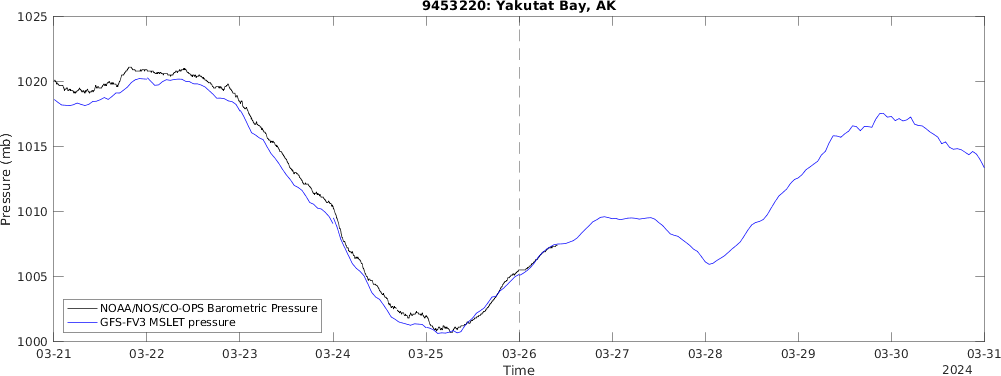 9453220: Yakutat Bay, AK
1025
1020
1015
1010
1005
1000
Pressure (mb)
NOAA/NOS/CO-OPS Barometric Pressure
GFS-FV3 MSLET pressure
03-21 03-22 03-23 03-24 03-25 03-26 03-27 03-28 03-29 03-30 03-31
Time
2024